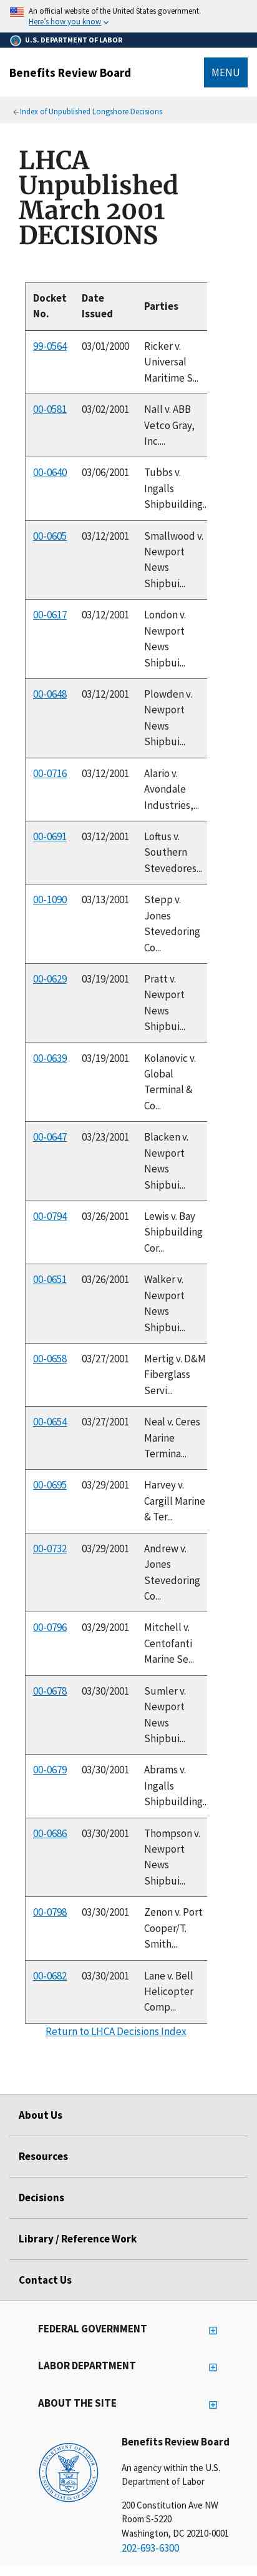 An official website of the United States government.
Here's how you know
U.S. DEPARTMENT OF LABOR
Benefits Review Board
MENU
Index of Unpublished Longshore Decisions
LHCA
Unpublished
March 2001
DECISIONS
Docket No. Date Issued Parties
99-0564 03/01/2000 Ricker v. Universal Maritime S...
00-0581 03/02/2001 Nall v. ABB Vetco Gray, Inc....
00-0640 03/06/2001 Tubbs v. Ingalls Shipbuilding..
00-0605 03/12/2001 Smallwood v. Newport News Shipbui...
00-0617 03/12/2001 London v. Newport News Shipbui...
00-0648 03/12/2001 Plowden v. Newport News Shipbui...
00-0716 03/12/2001 Alario v. Avondale Industries,...
00-0691 03/12/2001 Loftus v. Southern Stevedores...
00-1090 03/13/2001 Stepp v. Jones Stevedoring Co...
00-0629 03/19/2001 Pratt v. Newport News Shipbui...
00-0639 03/19/2001 Kolanovic v. Global Terminal & Co...
00-0647 03/23/2001 Blacken v. Newport News Shipbui...
00-0794 03/26/2001 Lewis v. Bay Shipbuilding Cor...
00-0651 03/26/2001 Walker v. Newport News Shipbui...
00-0658 03/27/2001 Mertig v. D&M Fiberglass Servi...
00-0654 03/27/2001 Neal v. Ceres Marine Termina...
00-0695 03/29/2001 Harvey v. Cargill Marine & Ter...
00-0732 03/29/2001 Andrew v. Jones Stevedoring Co...
00-0796 03/29/2001 Mitchell v. Centofanti Marine Se...
00-0678 03/30/2001 Sumler v. Newport News Shipbui...
00-0679 03/30/2001 Abrams v. Ingalls Shipbuilding..
00-0686 03/30/2001 Thompson v. Newport News Shipbui...
00-0798 03/30/2001 Zenon v. Port Cooper/T. Smith...
00-0682 03/30/2001 Lane v. Bell Helicopter Comp...
Return to LHCA Decisions Index
About Us
Resources
Decisions
Library / Reference Work
Contact Us
FEDERAL GOVERNMENT
LABOR DEPARTMENT
ABOUT THE SITE
Benefits Review Board
An agency within the U.S.
Department of Labor
200 Constitution Ave NW
Room S-5220
Washington, DC 20210-0001
202-693-6300